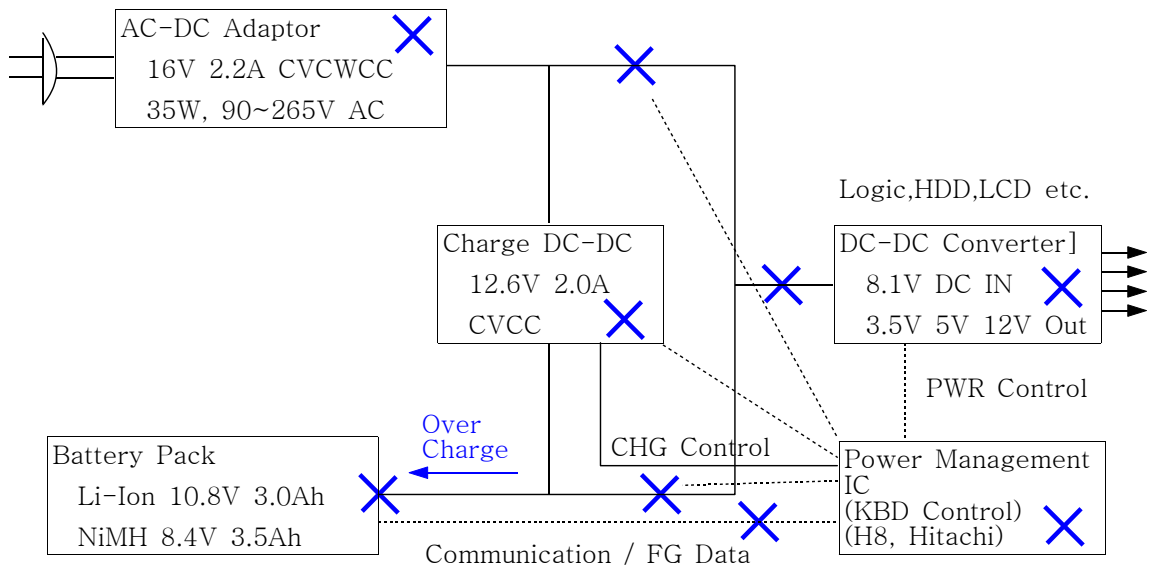 AC-DC Adaptor
16V 2.2A CVCWCC
35W, 90~265V AC
Logic,HDD,LCD etc.
Charge DC-DC
12.6V 2.0A
CVCC
DC-DC Converter]
8.1V DC IN
3.5V 5V 12V Out
PWR Control
Over
Charge
CHG Control
Battery Pack
Li-Ion 10.8V 3.0Ah
NiMH 8.4V 3.5Ah
Power Management
IC
(KBD Control)
(H8, Hitachi)
Communication / FG Data